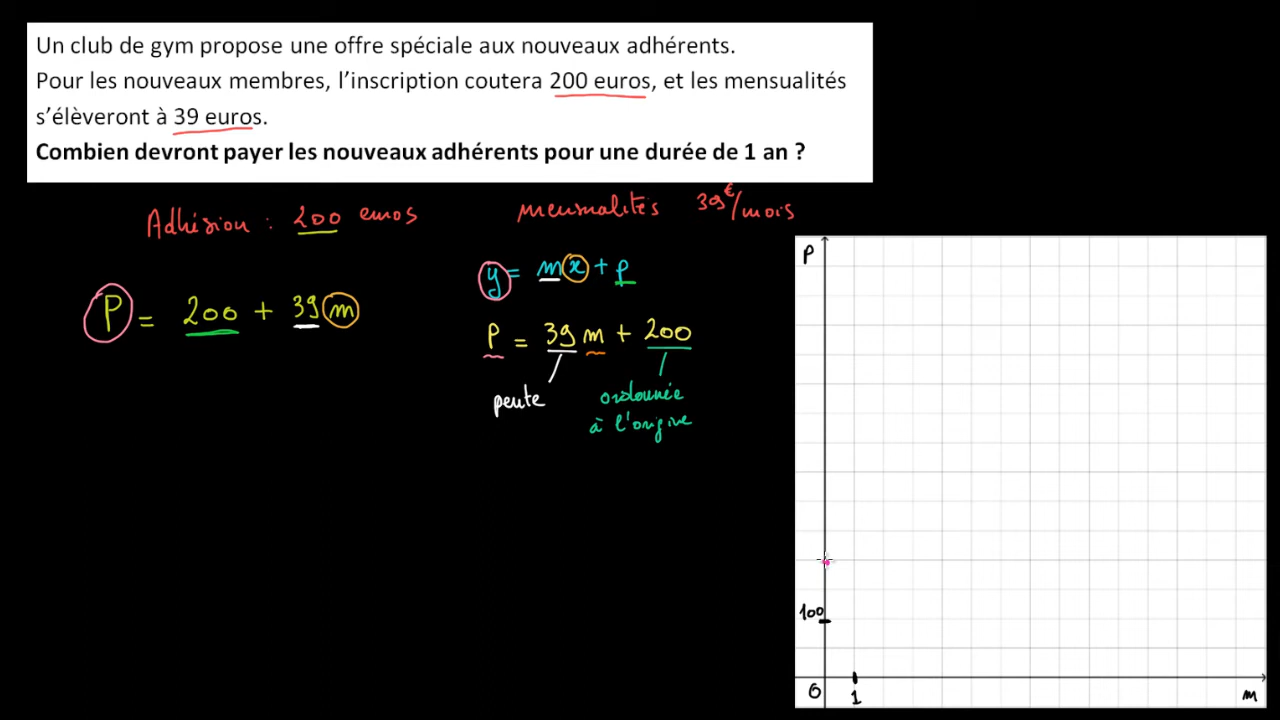 Un club de gym propose une offre spéciale aux nouveaux adhérents.
Pour les nouveaux membres, l’inscription coutera 200 euros, et les mensualités
s’élèveront à 39 euros.
Combien devront payer les nouveaux adhérents pour une durée de 1 an ?
Adhésion : 200 euros
mensualités 39€/mois
y = mx + p
P = 200 + 39 m
P = 39 m + 200
pente
ordonnée
à l'origine
P
100
0
1
m